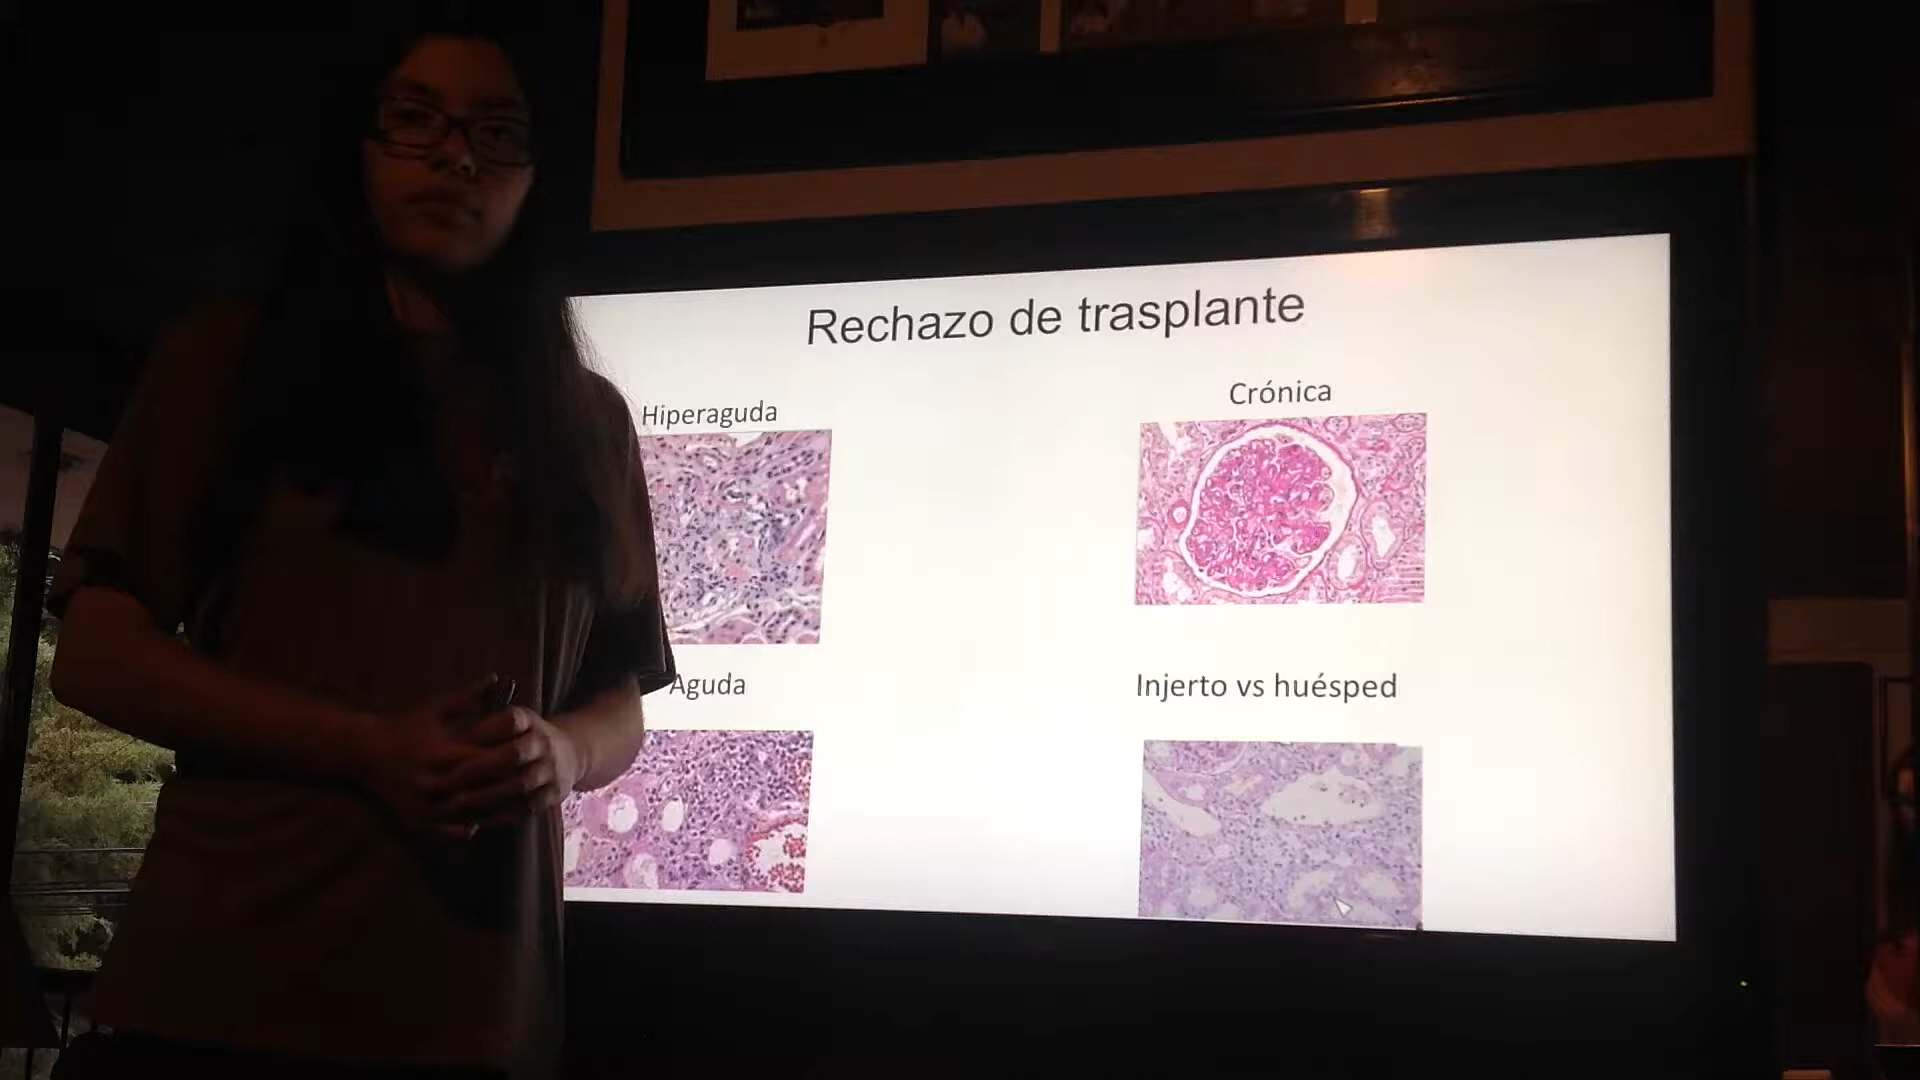 Rechazo de trasplante
Hiperaguda
Crónica
Aguda
Injerto vs huésped